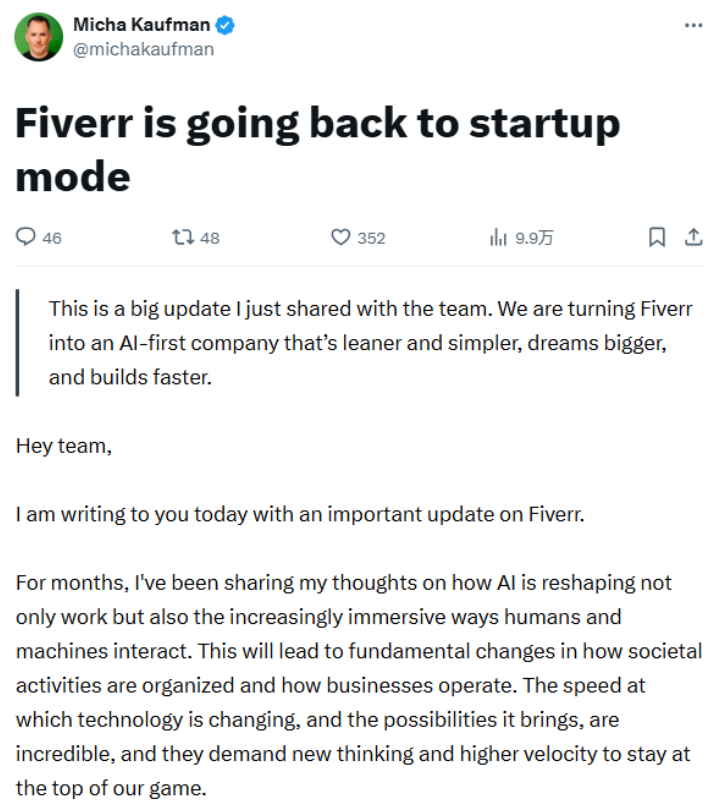 Micha Kaufman
@michakaufman
Fiverr is going back to startup
mode
46 48 352 9.9万
This is a big update I just shared with the team. We are turning Fiverr
into an AI-first company that’s leaner and simpler, dreams bigger,
and builds faster.
Hey team,
I am writing to you today with an important update on Fiverr.
For months, I've been sharing my thoughts on how AI is reshaping not
only work but also the increasingly immersive ways humans and
machines interact. This will lead to fundamental changes in how societal
activities are organized and how businesses operate. The speed at
which technology is changing, and the possibilities it brings, are
incredible, and they demand new thinking and higher velocity to stay at
the top of our game.